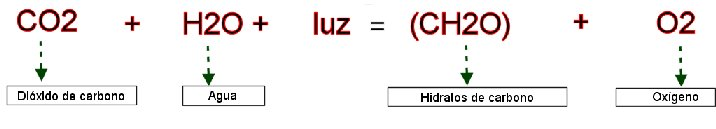 CO2 + H2O + luz = (CH2O) + O2
Dióxido de carbono Agua Hidratos de carbono Oxígeno